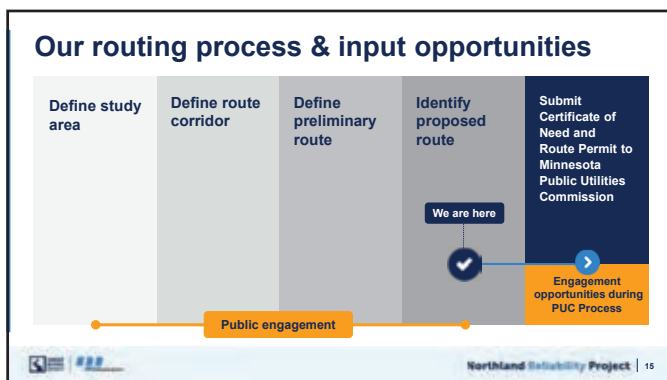 Our routing process & input opportunities
Define study
area
Define route
corridor
Define
preliminary
route
Identify
proposed
route
Submit
Certificate of
Need and
Route Permit to
Minnesota
Public Utilities
Commission
We are here
Engagement
opportunities during
PUC Process
Public engagement
Northland Reliability Project
15